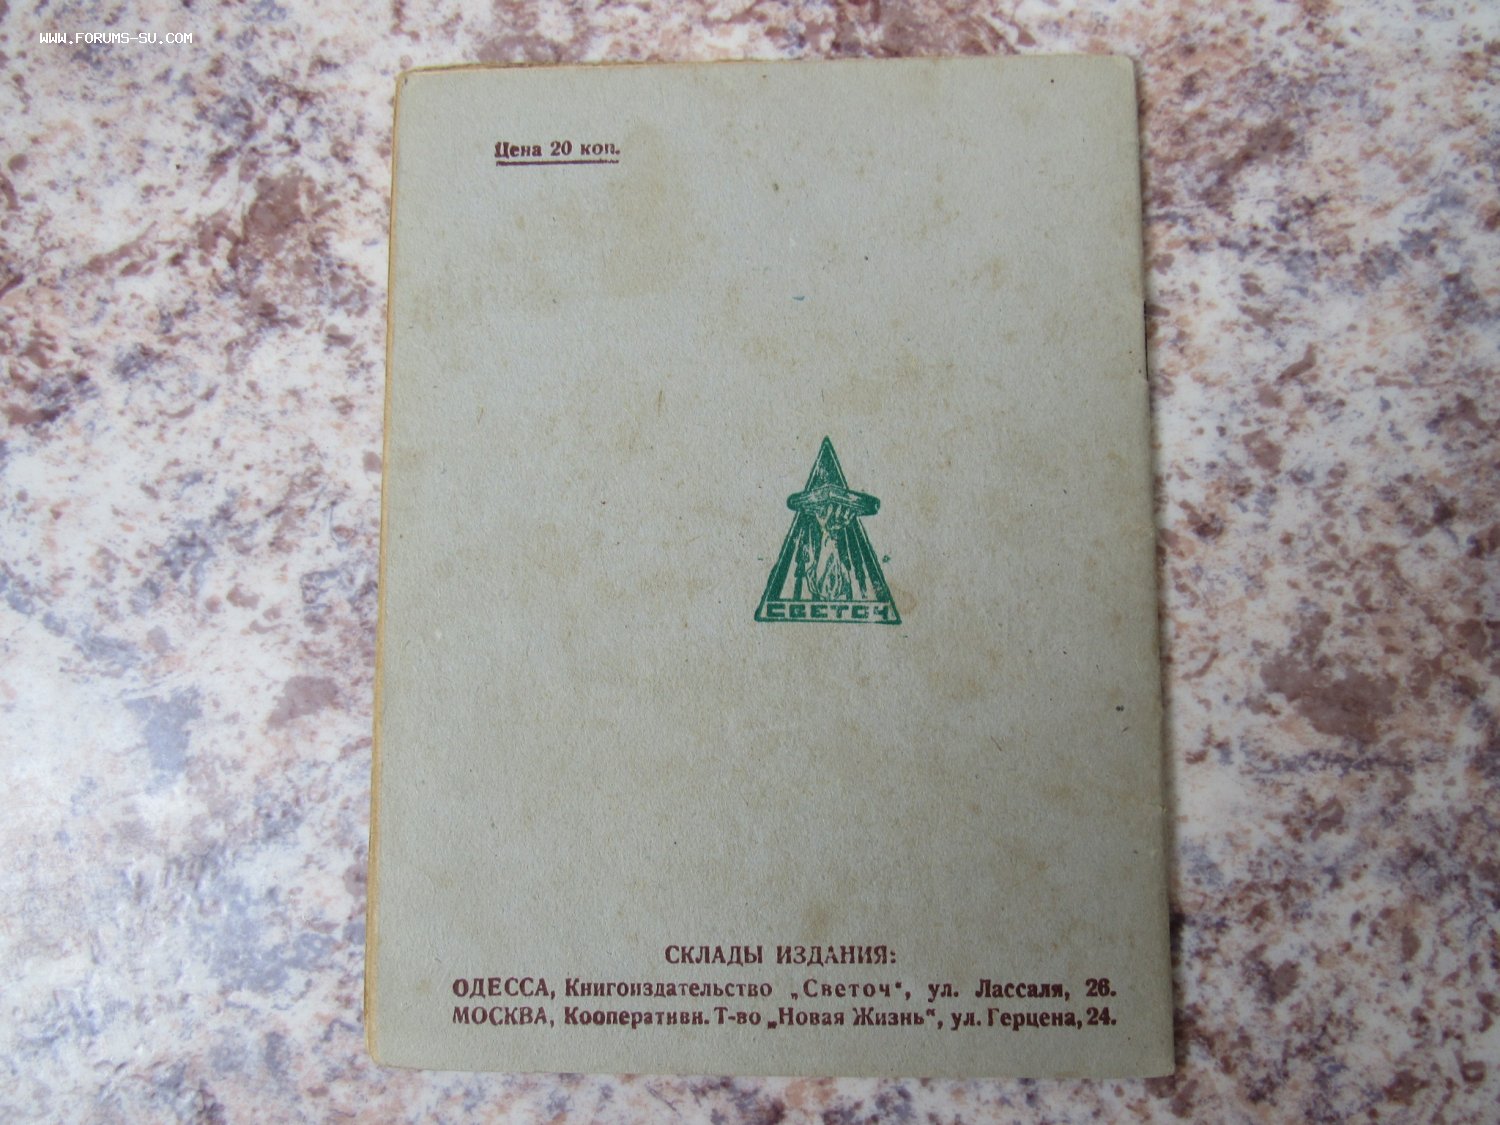 WWW.FORUMS-SU.COM
Цена 20 коп.
СВЕТОЧ
СКЛАДЫ ИЗДАНИЯ:
ОДЕССА, Книгоиздательство „Светоч“, ул. Лассаля, 26.
МОСКВА, Кооперативн. Т-во „Новая Жизнь“, ул. Герцена, 24.